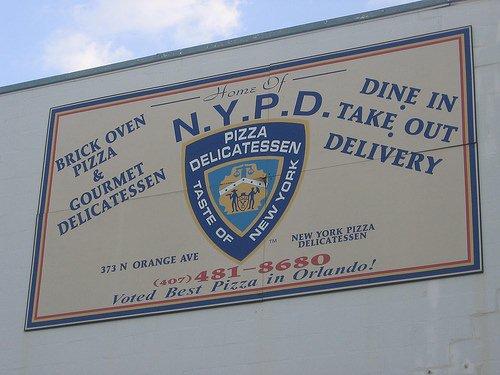 Home Of
N.Y.P.D.
BRICK OVEN
PIZZA
&
GOURMET
DELICATESSEN
PIZZA
DELICATESSEN
TASTE OF
NEW YORK
DINE IN
•
TAKE OUT
•
DELIVERY
373 N ORANGE AVE
TM
NEW YORK PIZZA
DELICATESSEN
(407) 481-8680
Voted Best Pizza in Orlando!